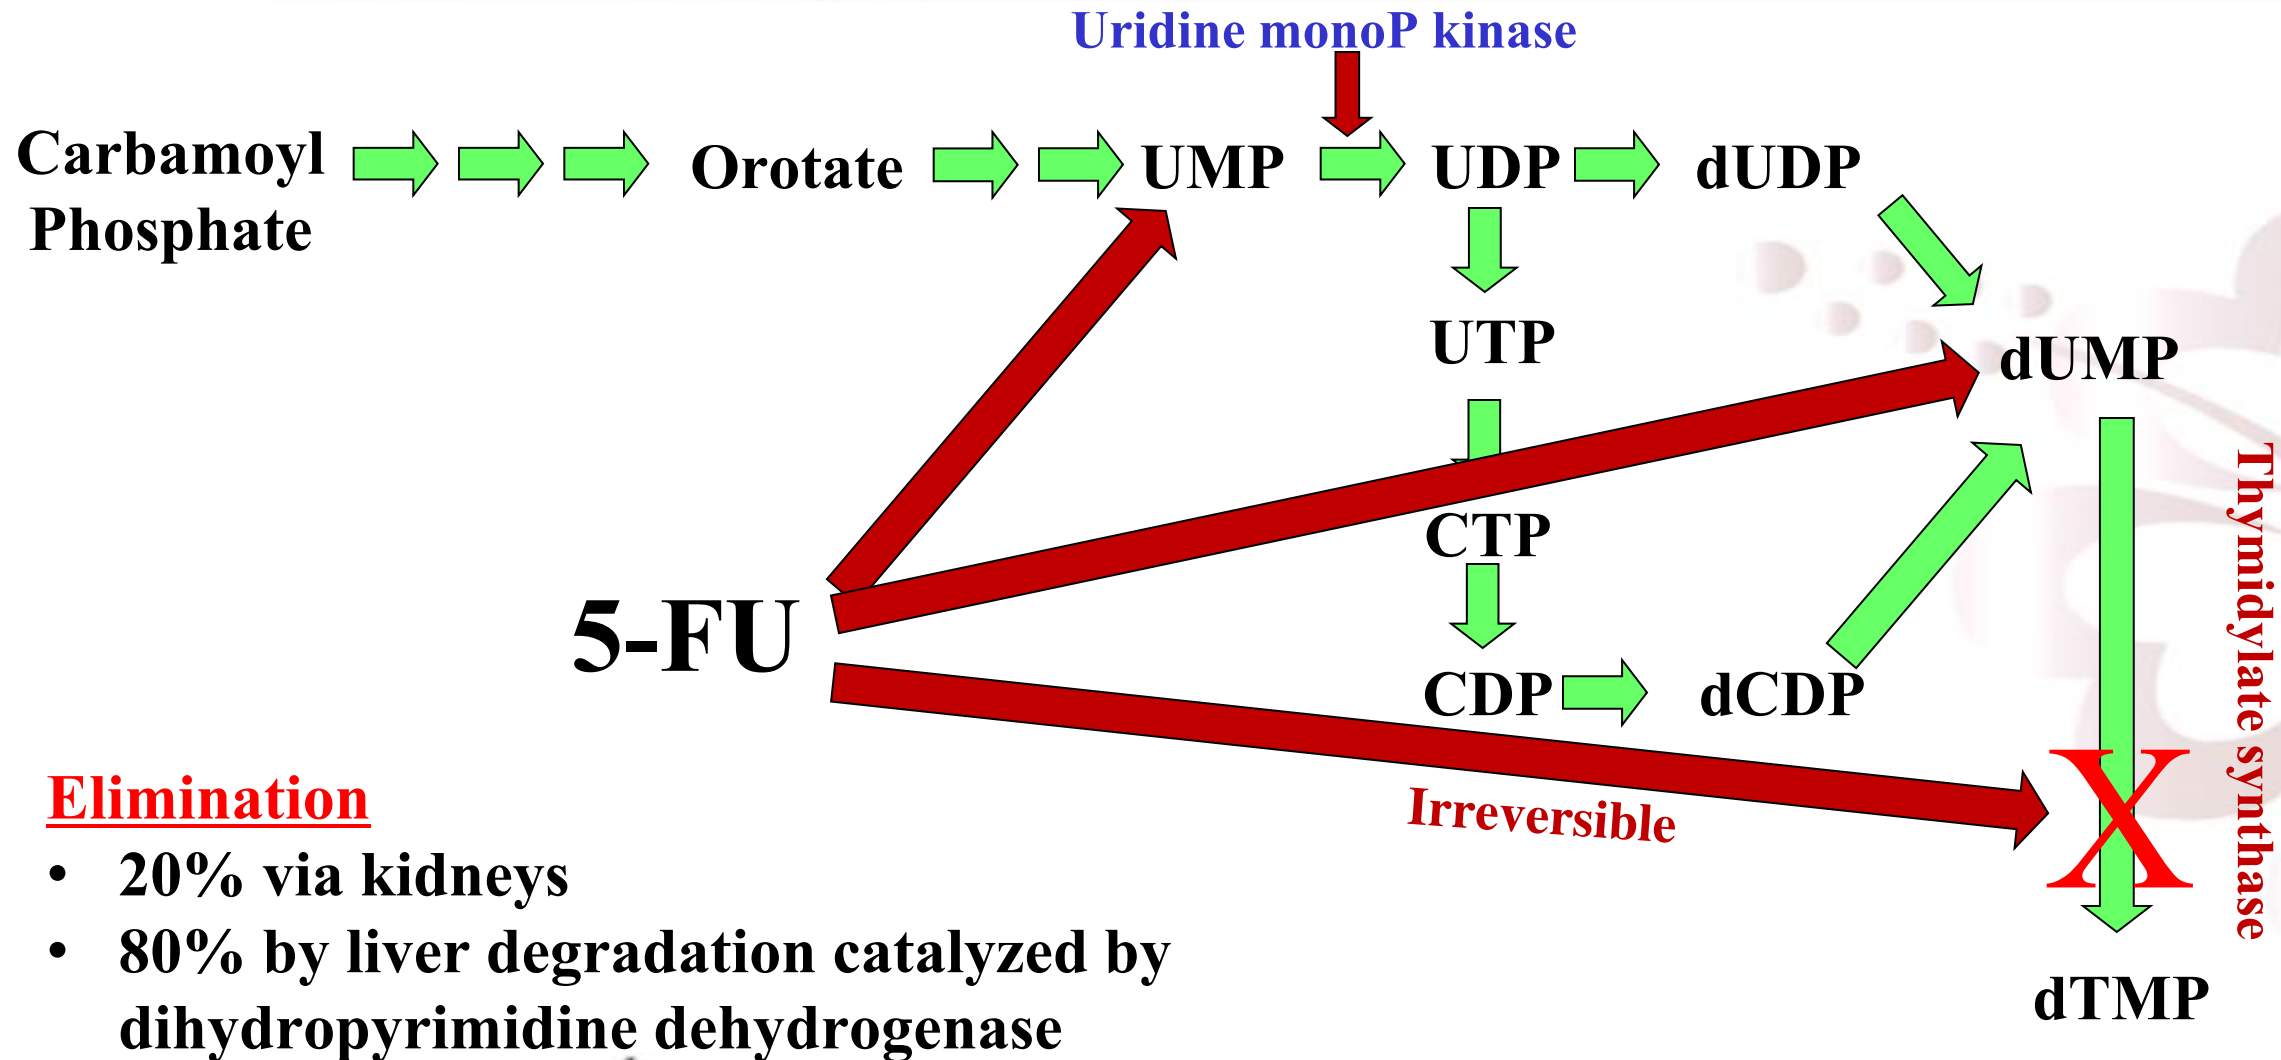 Uridine monoP kinase
Carbamoyl
Phosphate
Orotate
UMP
UDP
dUDP
UTP
dUMP
CTP
5-FU
CDP
dCDP
Thymidylate synthase
Irreversible
X
dTMP
Elimination
• 20% via kidneys
• 80% by liver degradation catalyzed by
dihydropyrimidine dehydrogenase